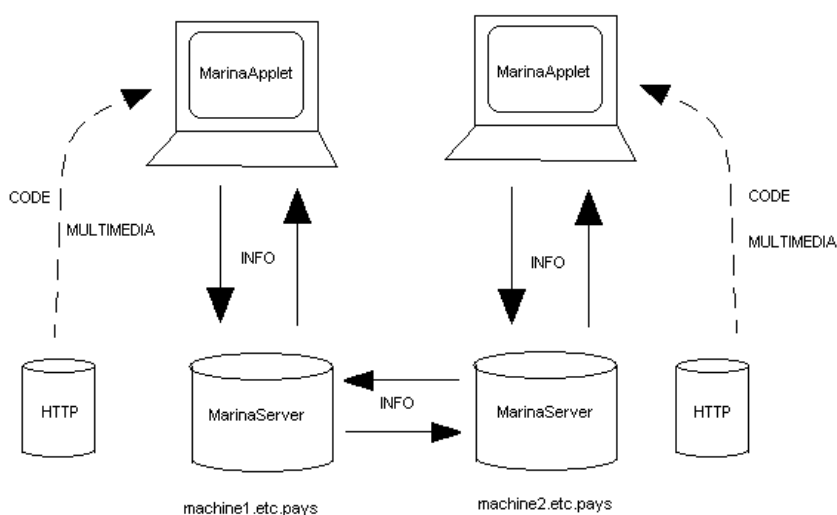 MarinaApplet
MarinaApplet
CODE
MULTIMEDIA
CODE
MULTIMEDIA
INFO
INFO
HTTP
MarinaServer
INFO
MarinaServer
HTTP
machine1.etc.pays
machine2.etc.pays